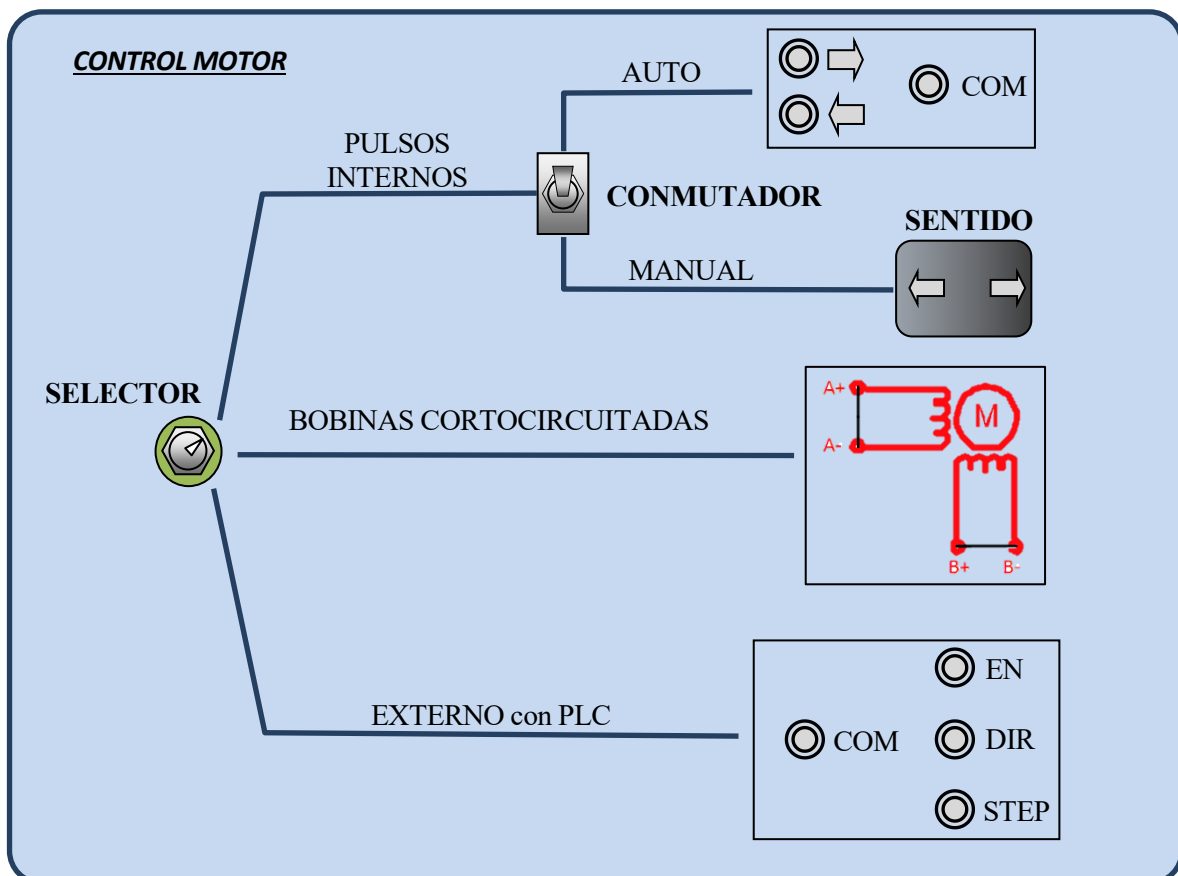 CONTROL MOTOR
AUTO
COM
PULSOS
INTERNOS
CONMUTADOR
SENTIDO
MANUAL
SELECTOR
BOBINAS CORTOCIRCUITADAS
A+
M
A-
B+ B-
EN
EXTERNO con PLC
COM
DIR
STEP